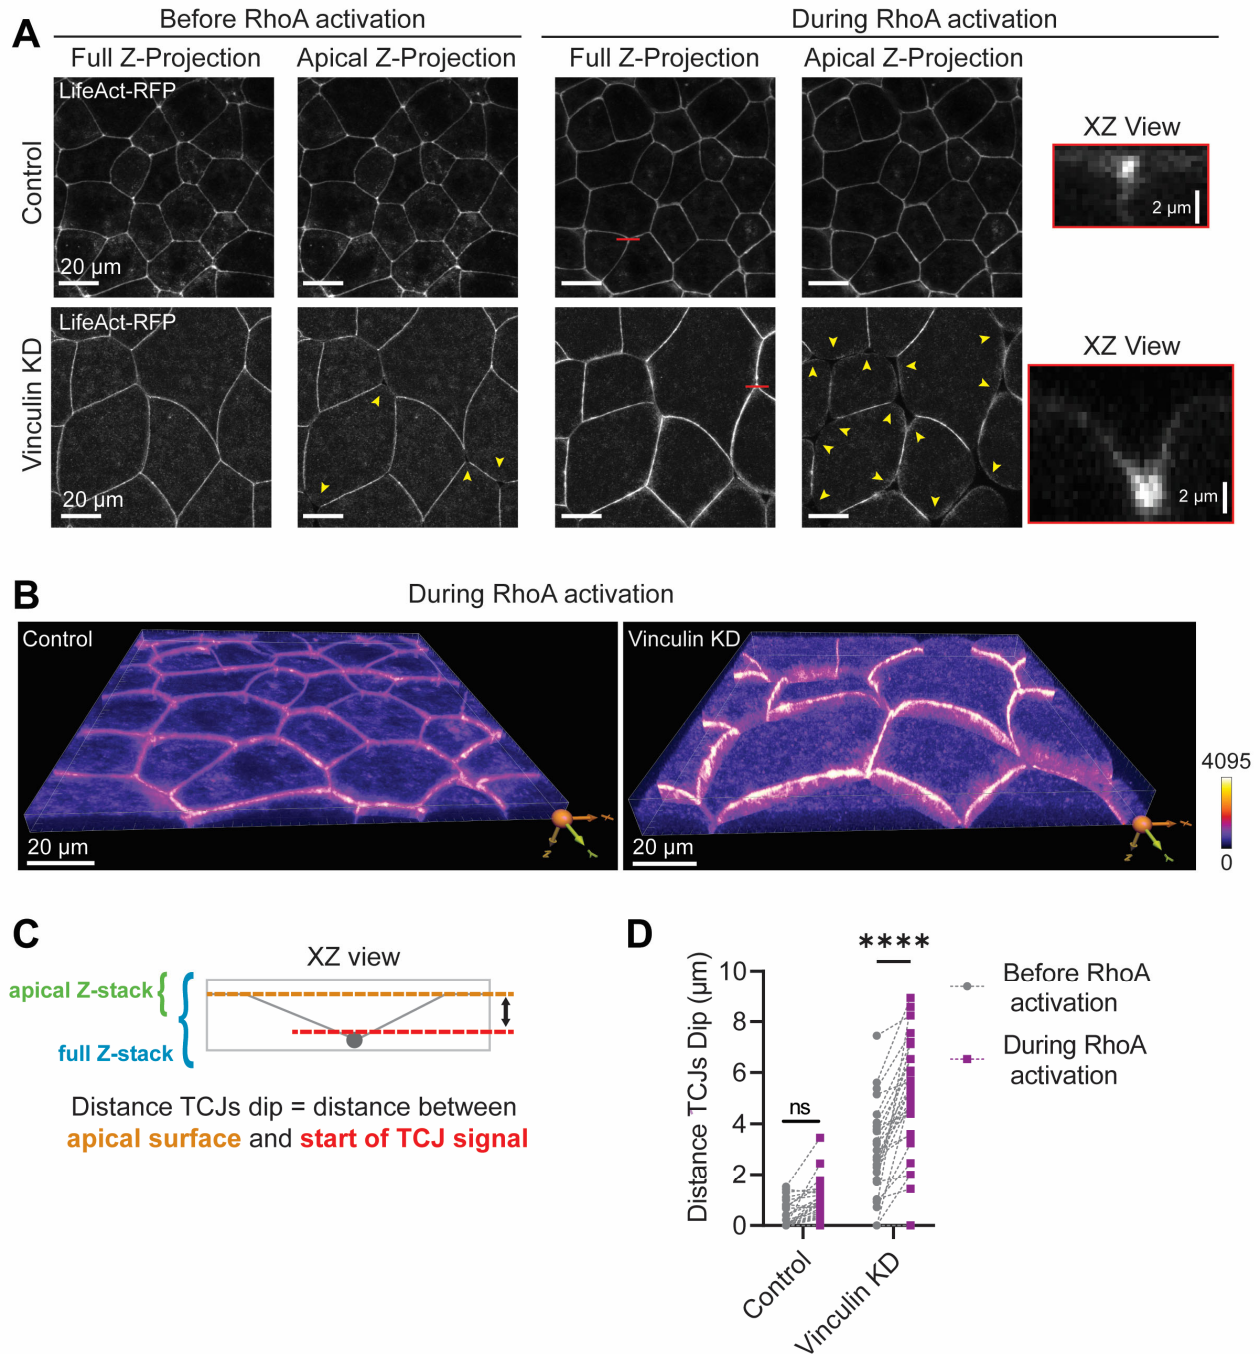 A
Before RhoA activation
During RhoA activation
Full Z-Projection
Apical Z-Projection
Full Z-Projection
Apical Z-Projection
Control
LifeAct-RFP
20 µm
XZ View
2 µm
Vinculin KD
LifeAct-RFP
20 µm
XZ View
2 µm
B
During RhoA activation
Control
20 µm
X
Y
Z
Vinculin KD
20 µm
X
Y
Z
4095
0
C
XZ view
apical Z-stack
full Z-stack
Distance TCJs dip = distance between
apical surface and start of TCJ signal
D
Distance TCJs Dip (µm)
10
8
6
4
2
0
ns
****
Control
Vinculin KD
Before RhoA
activation
During RhoA
activation